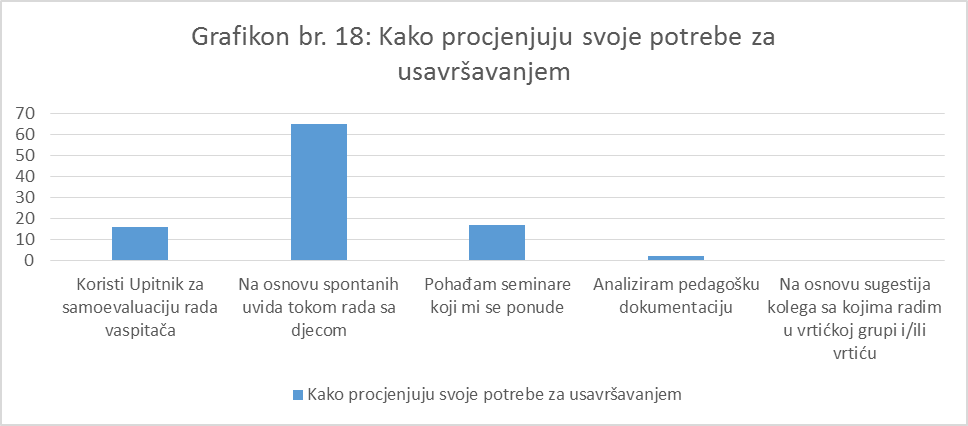 Grafikon br. 18: Kako procjenjuju svoje potrebe za
usavršavanjem
70
60
50
40
30
20
10
0
Koristi Upitnik za
samoevaluaciju rada
vaspitača
Na osnovu spontanih
uvida tokom rada sa
djecom
Pohađam seminare
koji mi se ponude
Analiziram pedagošku
dokumentaciju
Na osnovu sugestija
kolega sa kojima radim
u vrtićkoj grupi i/ili
vrtiću
Kako procjenjuju svoje potrebe za usavršavanjem